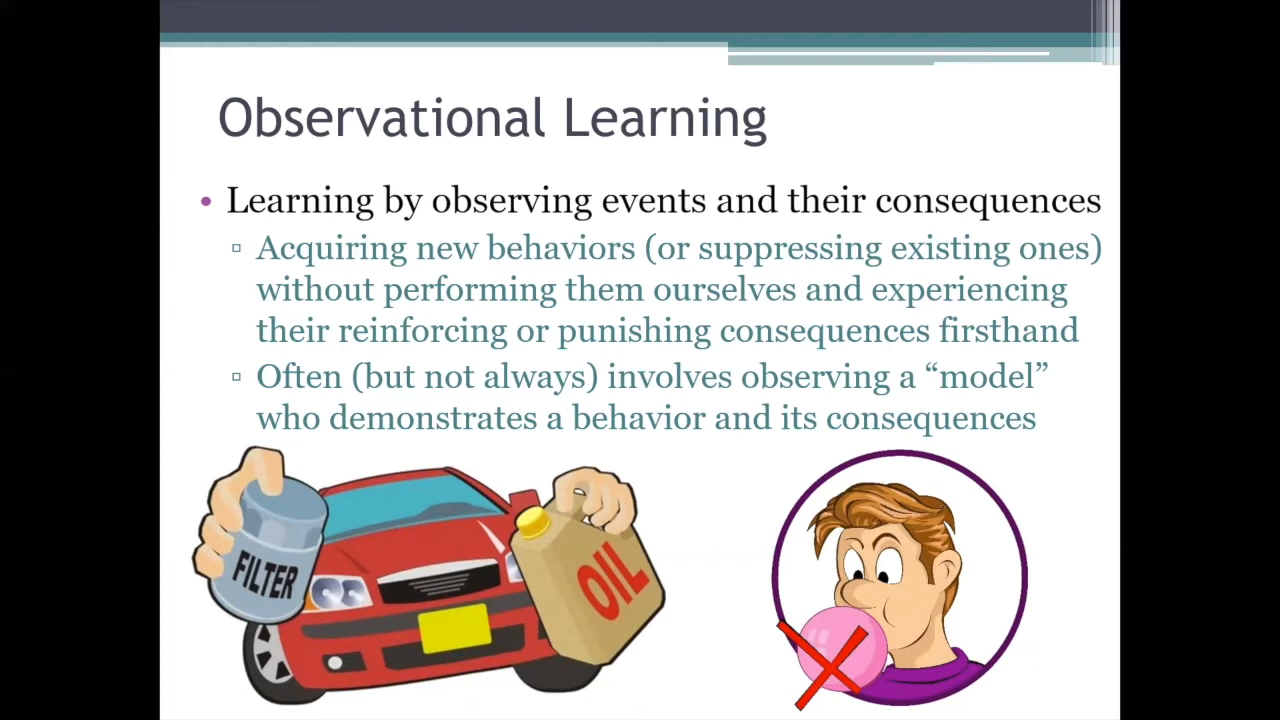 Observational Learning
• Learning by observing events and their consequences
▫ Acquiring new behaviors (or suppressing existing ones)
without performing them ourselves and experiencing
their reinforcing or punishing consequences firsthand
▫ Often (but not always) involves observing a “model”
who demonstrates a behavior and its consequences
FILTER
OIL